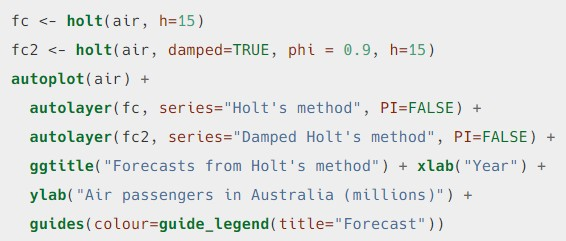 fc <- holt(air, h=15)
fc2 <- holt(air, damped=TRUE, phi = 0.9, h=15)
autoplot(air) +
  autolayer(fc, series="Holt's method", PI=FALSE) +
  autolayer(fc2, series="Damped Holt's method", PI=FALSE) +
  ggtitle("Forecasts from Holt's method") + xlab("Year") +
  ylab("Air passengers in Australia (millions)") +
  guides(colour=guide_legend(title="Forecast"))